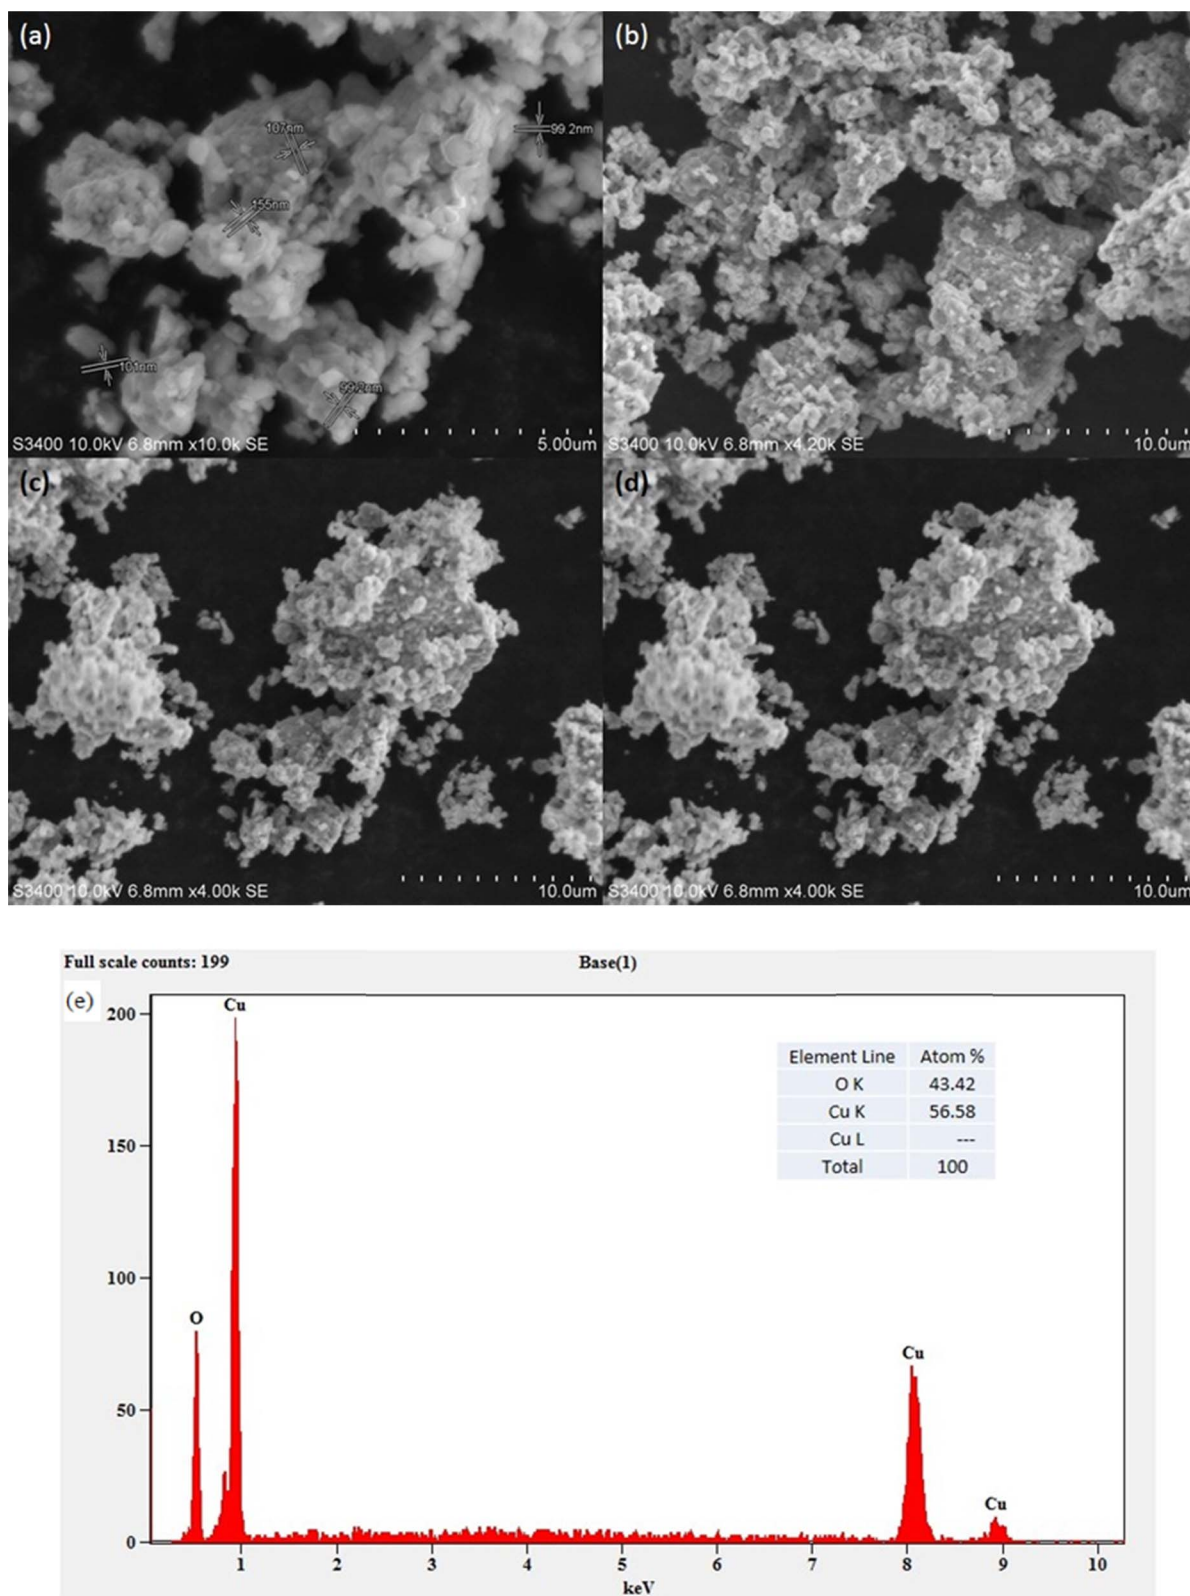 (a)
107nm
99.2nm
155nm
101nm
99.2nm
S3400 10.0kV 6.8mm x10.0k SE
5.00um
(b)
S3400 10.0kV 6.8mm x4.20k SE
10.0um
(c)
S3400 10.0kV 6.8mm x4.00k SE
10.0um
(d)
S3400 10.0kV 6.8mm x4.00k SE
10.0um
Full scale counts: 199
Base(1)
(e)
200
150
100
50
0
Cu
O
Cu
Cu
Element Line Atom %
O K 43.42
Cu K 56.58
Cu L ---
Total 100
1 2 3 4 5 6 7 8 9 10
keV